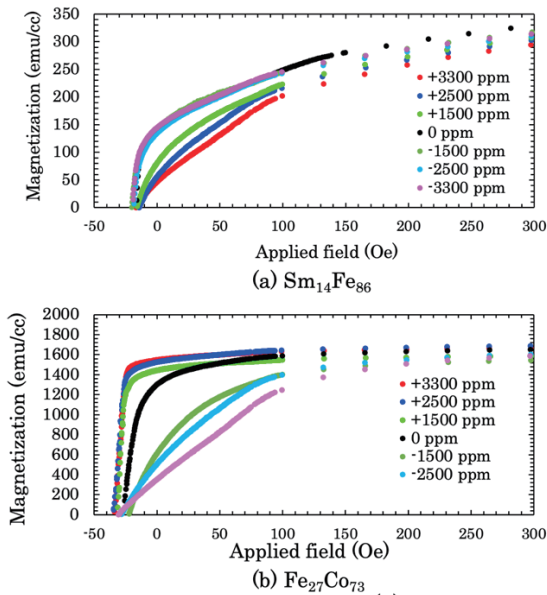 350
300
250
200
150
100
50
0
Magnetization (emu/cc)
+3300 ppm
+2500 ppm
+1500 ppm
0 ppm
-1500 ppm
-2500 ppm
-3300 ppm
-50 0 50 100 150 200 250 300
Applied field (Oe)
(a) Sm14Fe86
2000
1800
1600
1400
1200
1000
800
600
400
200
0
Magnetization (emu/cc)
+3300 ppm
+2500 ppm
+1500 ppm
0 ppm
-1500 ppm
-2500 ppm
-50 0 50 100 150 200 250 300
Applied field (Oe)
(b) Fe27Co73